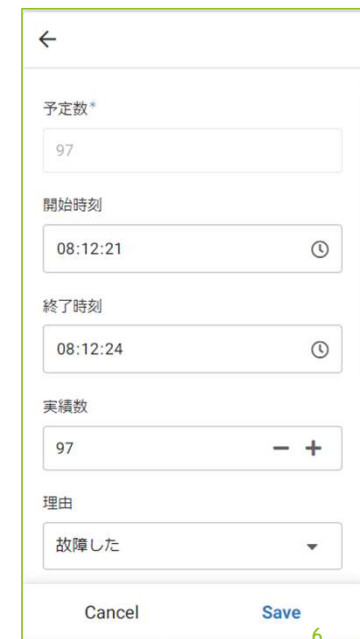 予定数*
97
開始時刻
08:12:21
終了時刻
08:12:24
実績数
97
理由
故障した
Cancel
Save
6